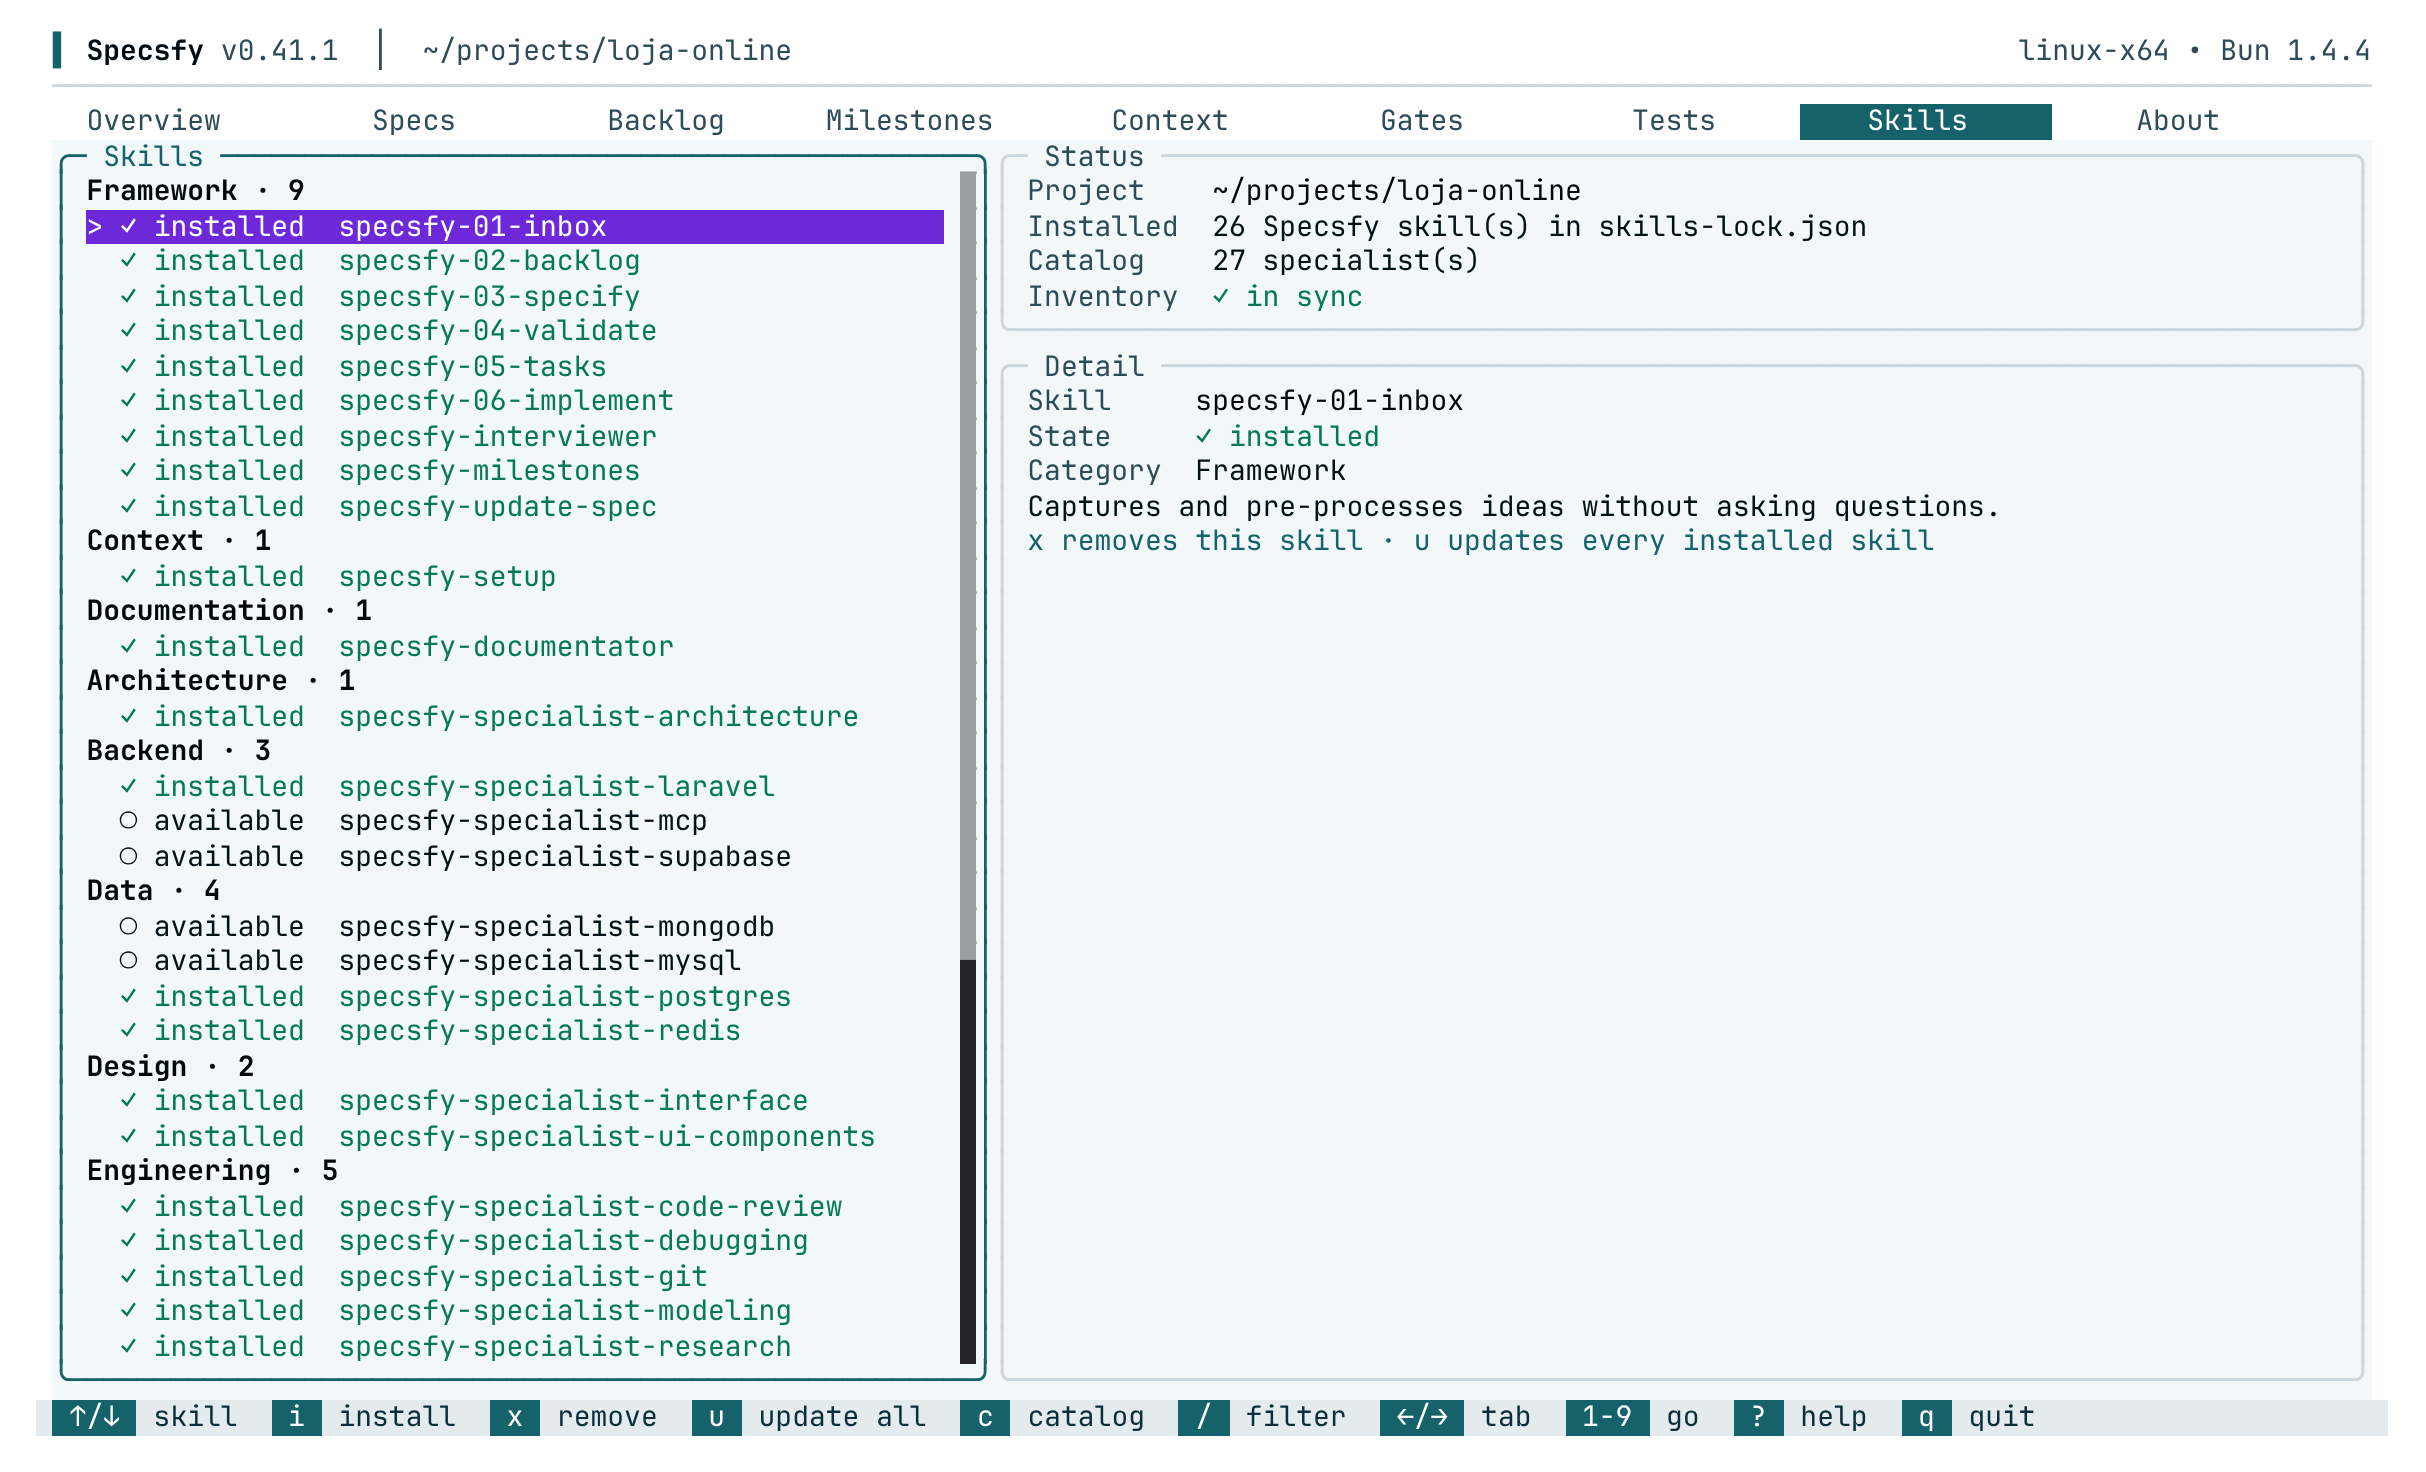 Specsfy v0.41.1 │ ~/projects/loja-online linux-x64 • Bun 1.4.4
Overview Specs Backlog Milestones Context Gates Tests Skills About
Skills
Framework · 9
> ✓ installed specsfy-01-inbox
✓ installed specsfy-02-backlog
✓ installed specsfy-03-specify
✓ installed specsfy-04-validate
✓ installed specsfy-05-tasks
✓ installed specsfy-06-implement
✓ installed specsfy-interviewer
✓ installed specsfy-milestones
✓ installed specsfy-update-spec
Context · 1
✓ installed specsfy-setup
Documentation · 1
✓ installed specsfy-documentator
Architecture · 1
✓ installed specsfy-specialist-architecture
Backend · 3
✓ installed specsfy-specialist-laravel
○ available specsfy-specialist-mcp
○ available specsfy-specialist-supabase
Data · 4
○ available specsfy-specialist-mongodb
○ available specsfy-specialist-mysql
✓ installed specsfy-specialist-postgres
✓ installed specsfy-specialist-redis
Design · 2
✓ installed specsfy-specialist-interface
✓ installed specsfy-specialist-ui-components
Engineering · 5
✓ installed specsfy-specialist-code-review
✓ installed specsfy-specialist-debugging
✓ installed specsfy-specialist-git
✓ installed specsfy-specialist-modeling
✓ installed specsfy-specialist-research
Status
Project ~/projects/loja-online
Installed 26 Specsfy skill(s) in skills-lock.json
Catalog 27 specialist(s)
Inventory ✓ in sync
Detail
Skill specsfy-01-inbox
State ✓ installed
Category Framework
Captures and pre-processes ideas without asking questions.
x removes this skill · u updates every installed skill
↑/↓ skill i install x remove u update all c catalog / filter ←/→ tab 1-9 go ? help q quit